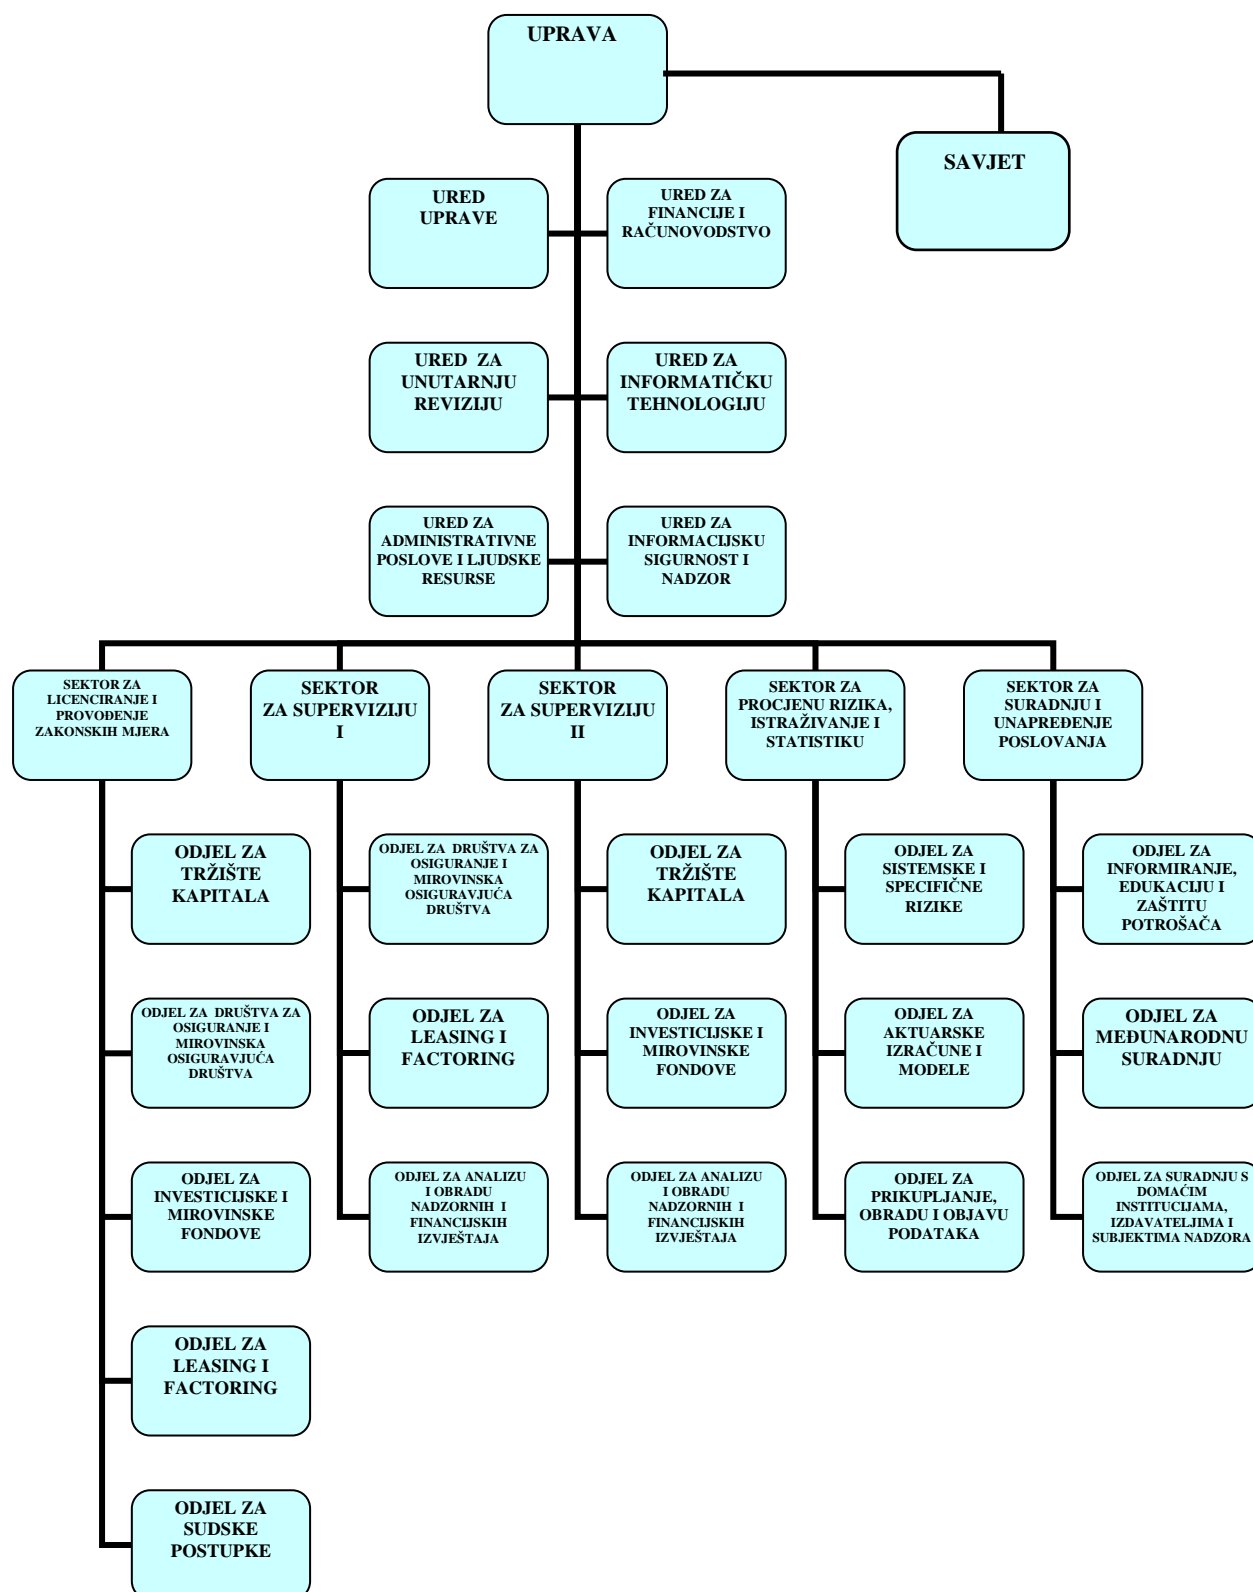 UPRAVA
SAVJET
URED
UPRAVE
URED ZA
FINANCIJE I
RAČUNOVODSTVO
URED ZA
UNUTARNJU
REVIZIJU
URED ZA
INFORMATIČKU
TEHNOLOGIJU
URED ZA
ADMINISTRATIVNE
POSLOVE I LJUDSKE
RESURSE
URED ZA
INFORMACIJSKU
SIGURNOST I
NADZOR
SEKTOR ZA
LICENCIRANJE I
PROVOĐENJE
ZAKONSKIH MJERA
SEKTOR
ZA SUPERVIZIJU
I
SEKTOR
ZA SUPERVIZIJU
II
SEKTOR ZA
PROCJENU RIZIKA,
ISTRAŽIVANJE I
STATISTIKU
SEKTOR ZA
SURADNJU I
UNAPREĐENJE
POSLOVANJA
ODJEL ZA
TRŽIŠTE
KAPITALA
ODJEL ZA DRUŠTVA ZA
OSIGURANJE I
MIROVINSKA
OSIGURAVJUĆA
DRUŠTVA
ODJEL ZA
TRŽIŠTE
KAPITALA
ODJEL ZA
SISTEMSKE I
SPECIFIČNE
RIZIKE
ODJEL ZA
INFORMIRANJE,
EDUKACIJU I
ZAŠTITU
POTROŠAČA
ODJEL ZA DRUŠTVA ZA
OSIGURANJE I
MIROVINSKA
OSIGURAVJUĆA
DRUŠTVA
ODJEL ZA
LEASING I
FACTORING
ODJEL ZA
INVESTICIJSKE I
MIROVINSKE
FONDOVE
ODJEL ZA
AKTUARSKE
IZRAČUNE I
MODELE
ODJEL ZA
MEĐUNARODNU
SURADNJU
ODJEL ZA
INVESTICIJSKE I
MIROVINSKE
FONDOVE
ODJEL ZA ANALIZU
I OBRADU
NADZORNIH I
FINANCIJSKIH
IZVJEŠTAJA
ODJEL ZA ANALIZU
I OBRADU
NADZORNIH I
FINANCIJSKIH
IZVJEŠTAJA
ODJEL ZA
PRIKUPLJANJE,
OBRADU I OBJAVU
PODATAKA
ODJEL ZA SURADNJU S
DOMAĆIM
INSTITUCIJAMA,
IZDAVATELJIMA I
SUBJEKTIMA NADZORA
ODJEL ZA
LEASING I
FACTORING
ODJEL ZA
SUDSKE
POSTUPKE